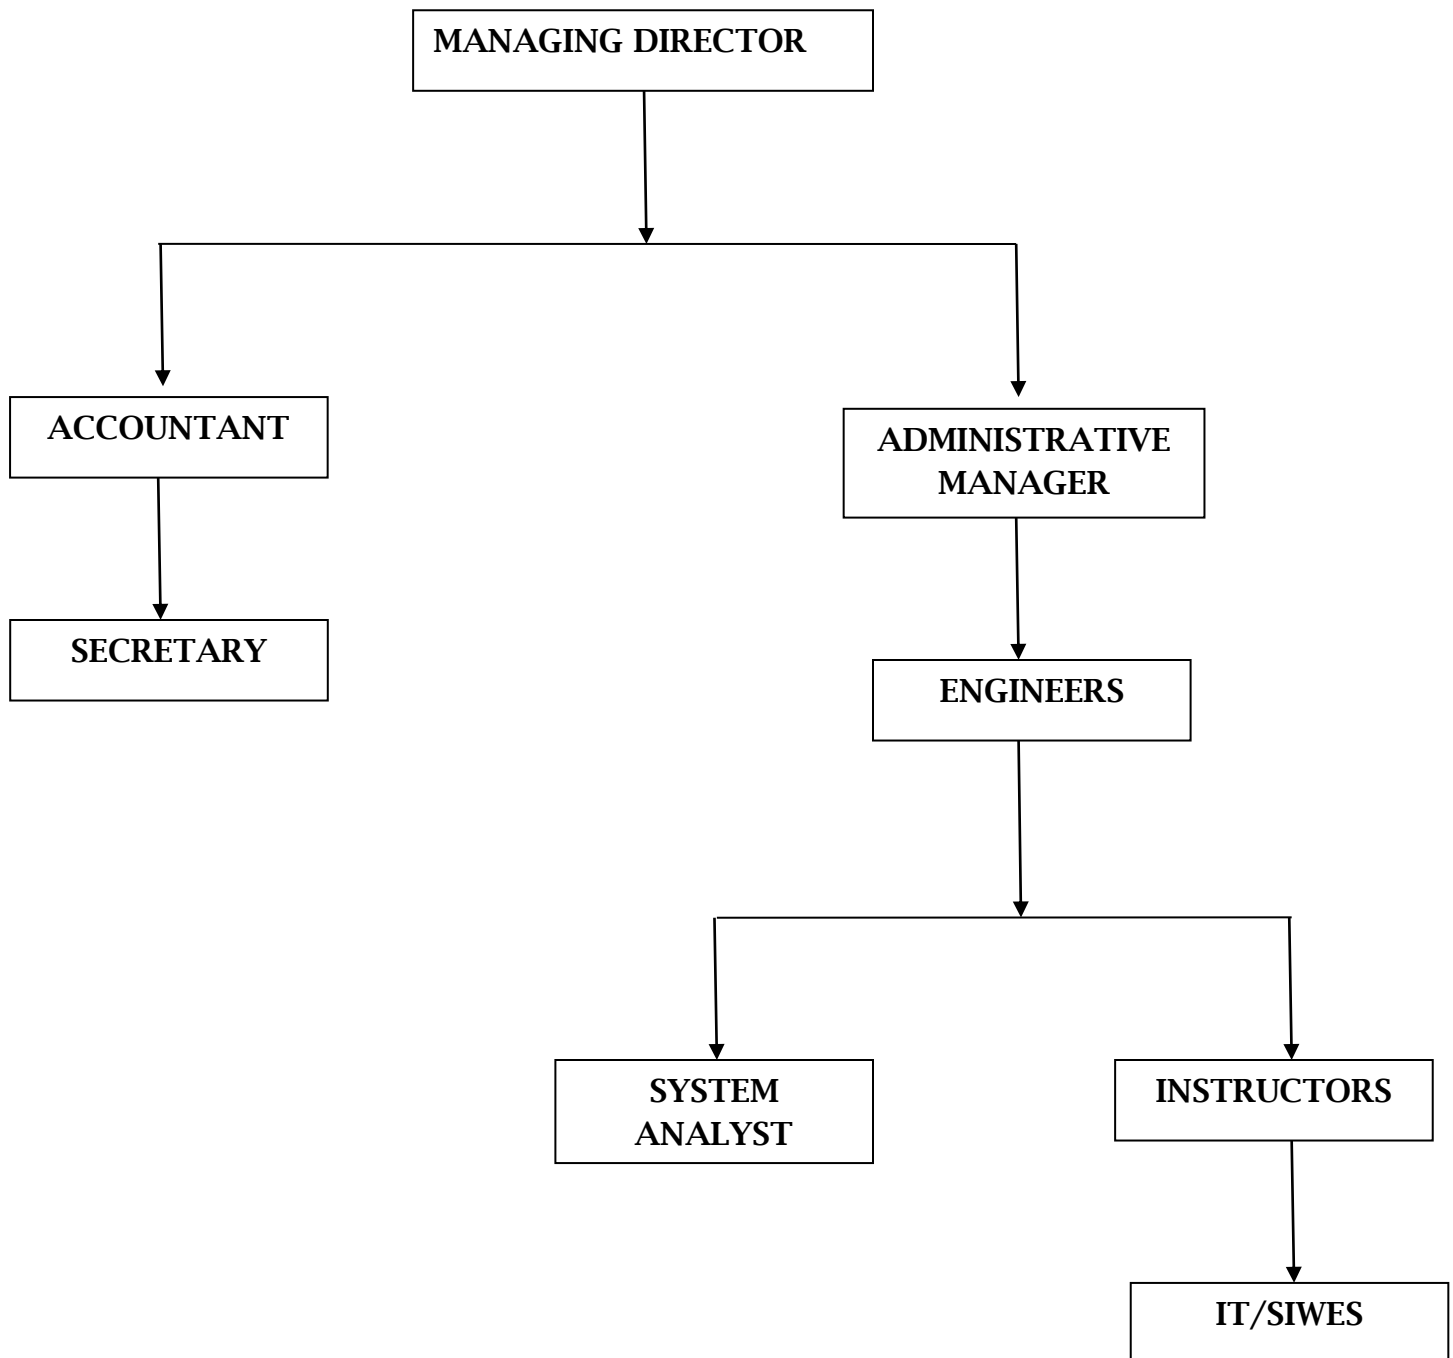 MANAGING DIRECTOR
ACCOUNTANT
ADMINISTRATIVE
MANAGER
SECRETARY
ENGINEERS
SYSTEM
ANALYST
INSTRUCTORS
IT/SIWES